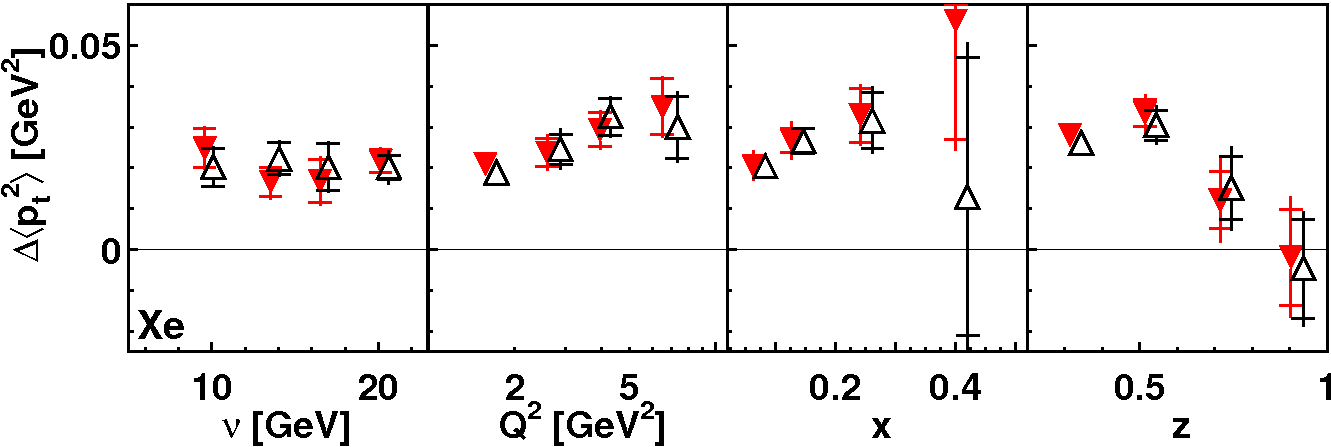 0.05
0
Δ⟨p_t^2⟩ [GeV^2]
Xe
10 20 2 5 0.2 0.4 0.5 1
ν [GeV] Q^2 [GeV^2] x z